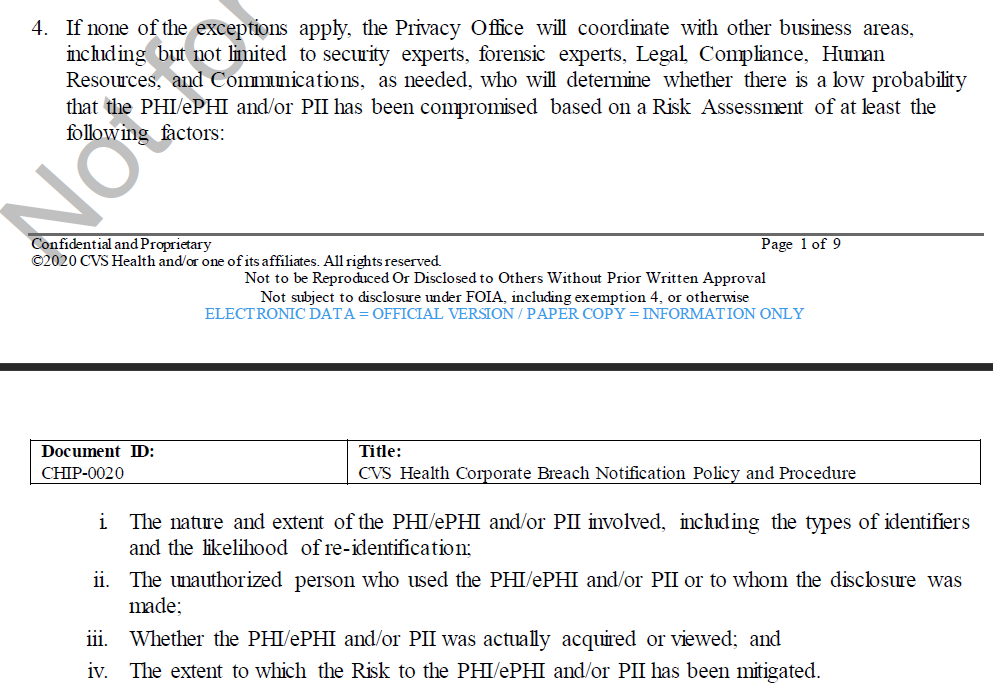 4. If none of the exceptions apply, the Privacy Office will coordinate with other business areas,
including but not limited to security experts, forensic experts, Legal, Compliance, Human
Resources, and Communications, as needed, who will determine whether there is a low probability
that the PHI/ePHI and/or PII has been compromised based on a Risk Assessment of at least the
following factors:
Not for
Confidential and Proprietary Page 1 of 9
©2020 CVS Health and/or one of its affiliates. All rights reserved.
Not to be Reproduced Or Disclosed to Others Without Prior Written Approval
Not subject to disclosure under FOIA, including exemption 4, or otherwise
ELECTRONIC DATA = OFFICIAL VERSION / PAPER COPY = INFORMATION ONLY
Document ID: Title:
CHIP-0020 CVS Health Corporate Breach Notification Policy and Procedure
i. The nature and extent of the PHI/ePHI and/or PII involved, including the types of identifiers
and the likelihood of re-identification;
ii. The unauthorized person who used the PHI/ePHI and/or PII or to whom the disclosure was
made;
iii. Whether the PHI/ePHI and/or PII was actually acquired or viewed; and
iv. The extent to which the Risk to the PHI/ePHI and/or PII has been mitigated.